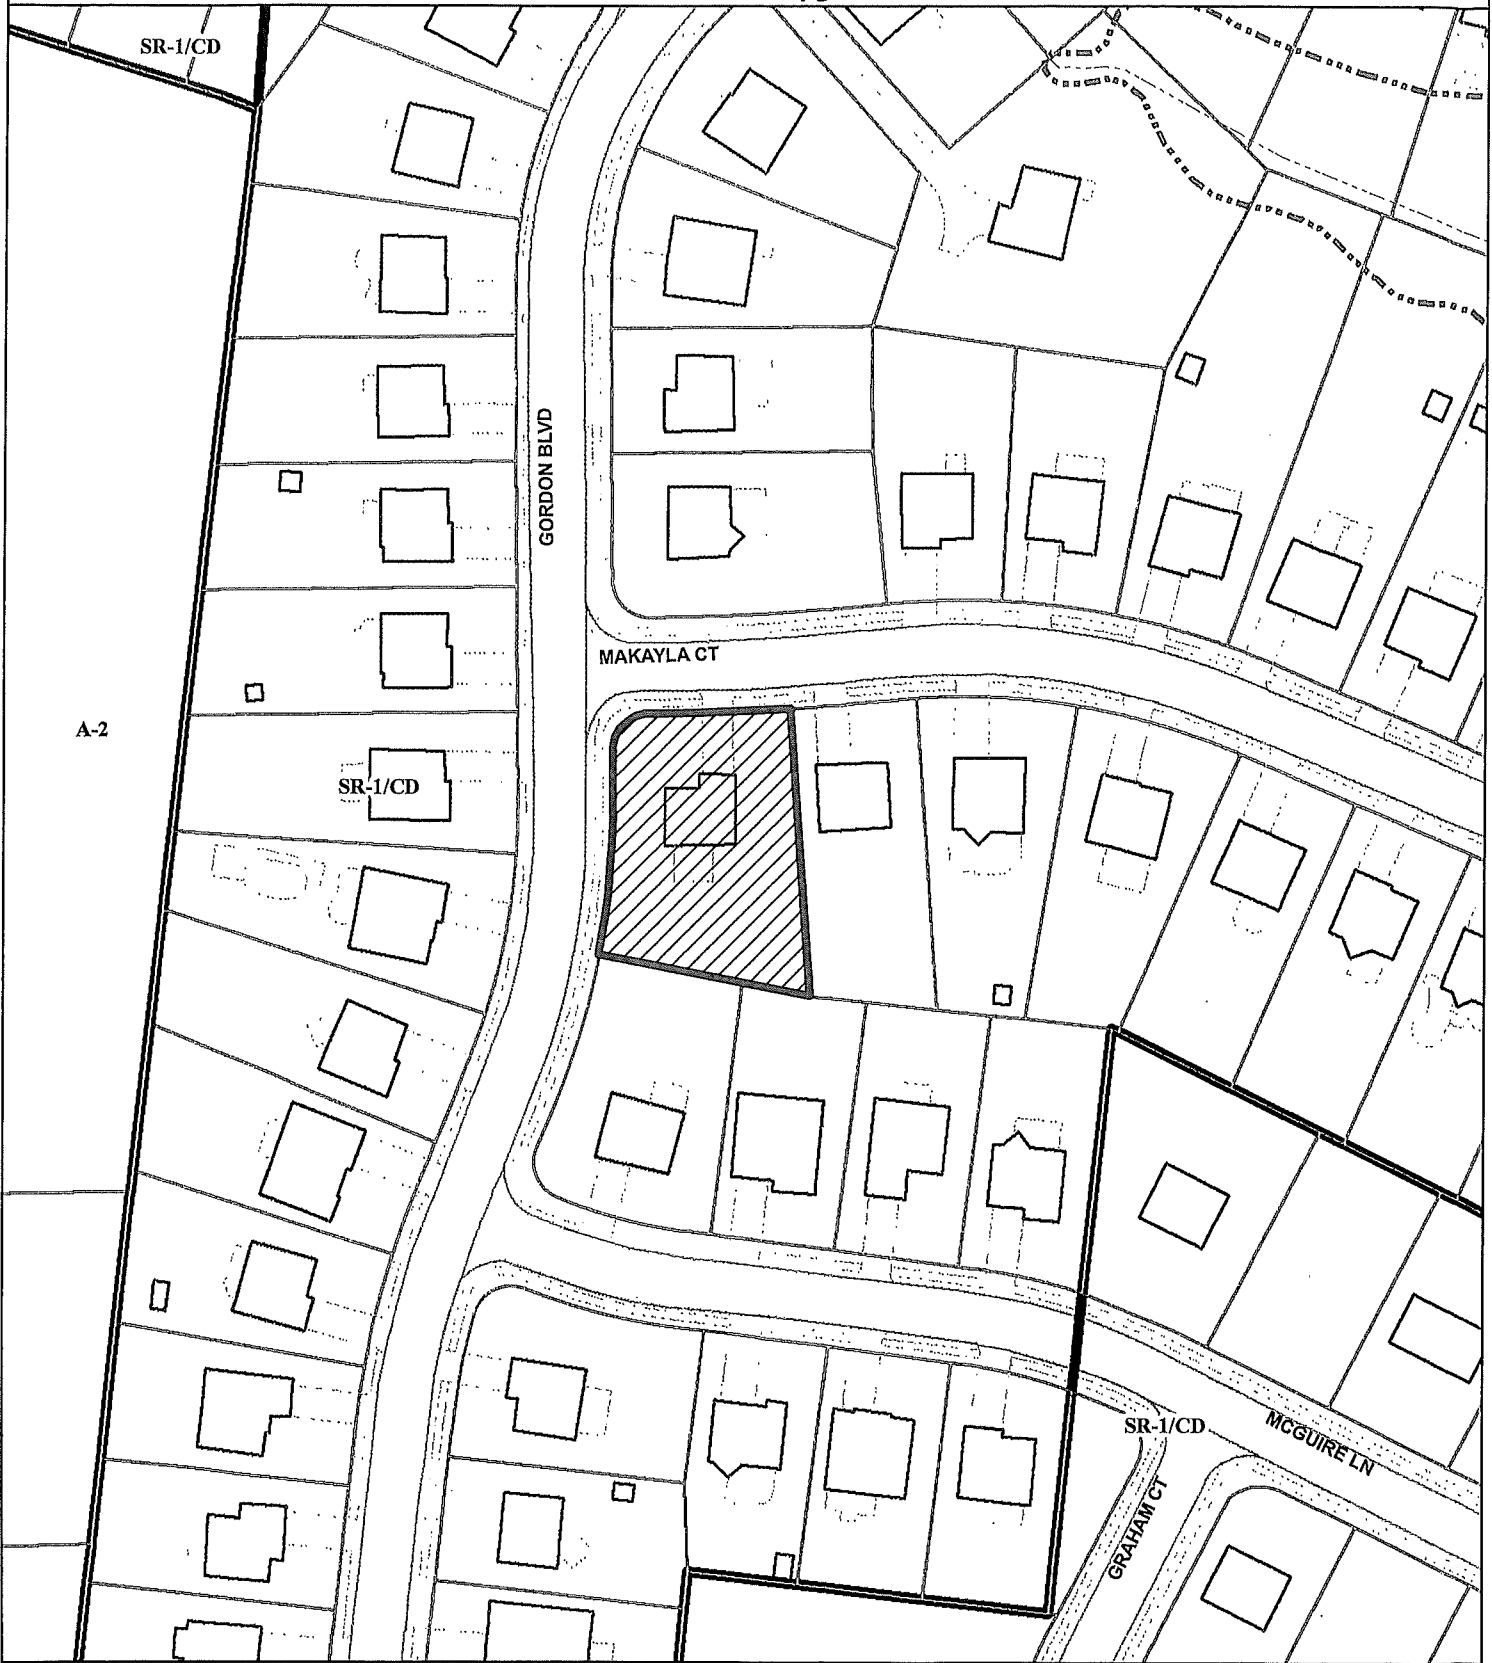 SR-1/CD
GORDON BLVD
MAKAYLA CT
A-2
SR-1/CD
SR-1/CD
MCGUIRE LN
GRAHAM CT